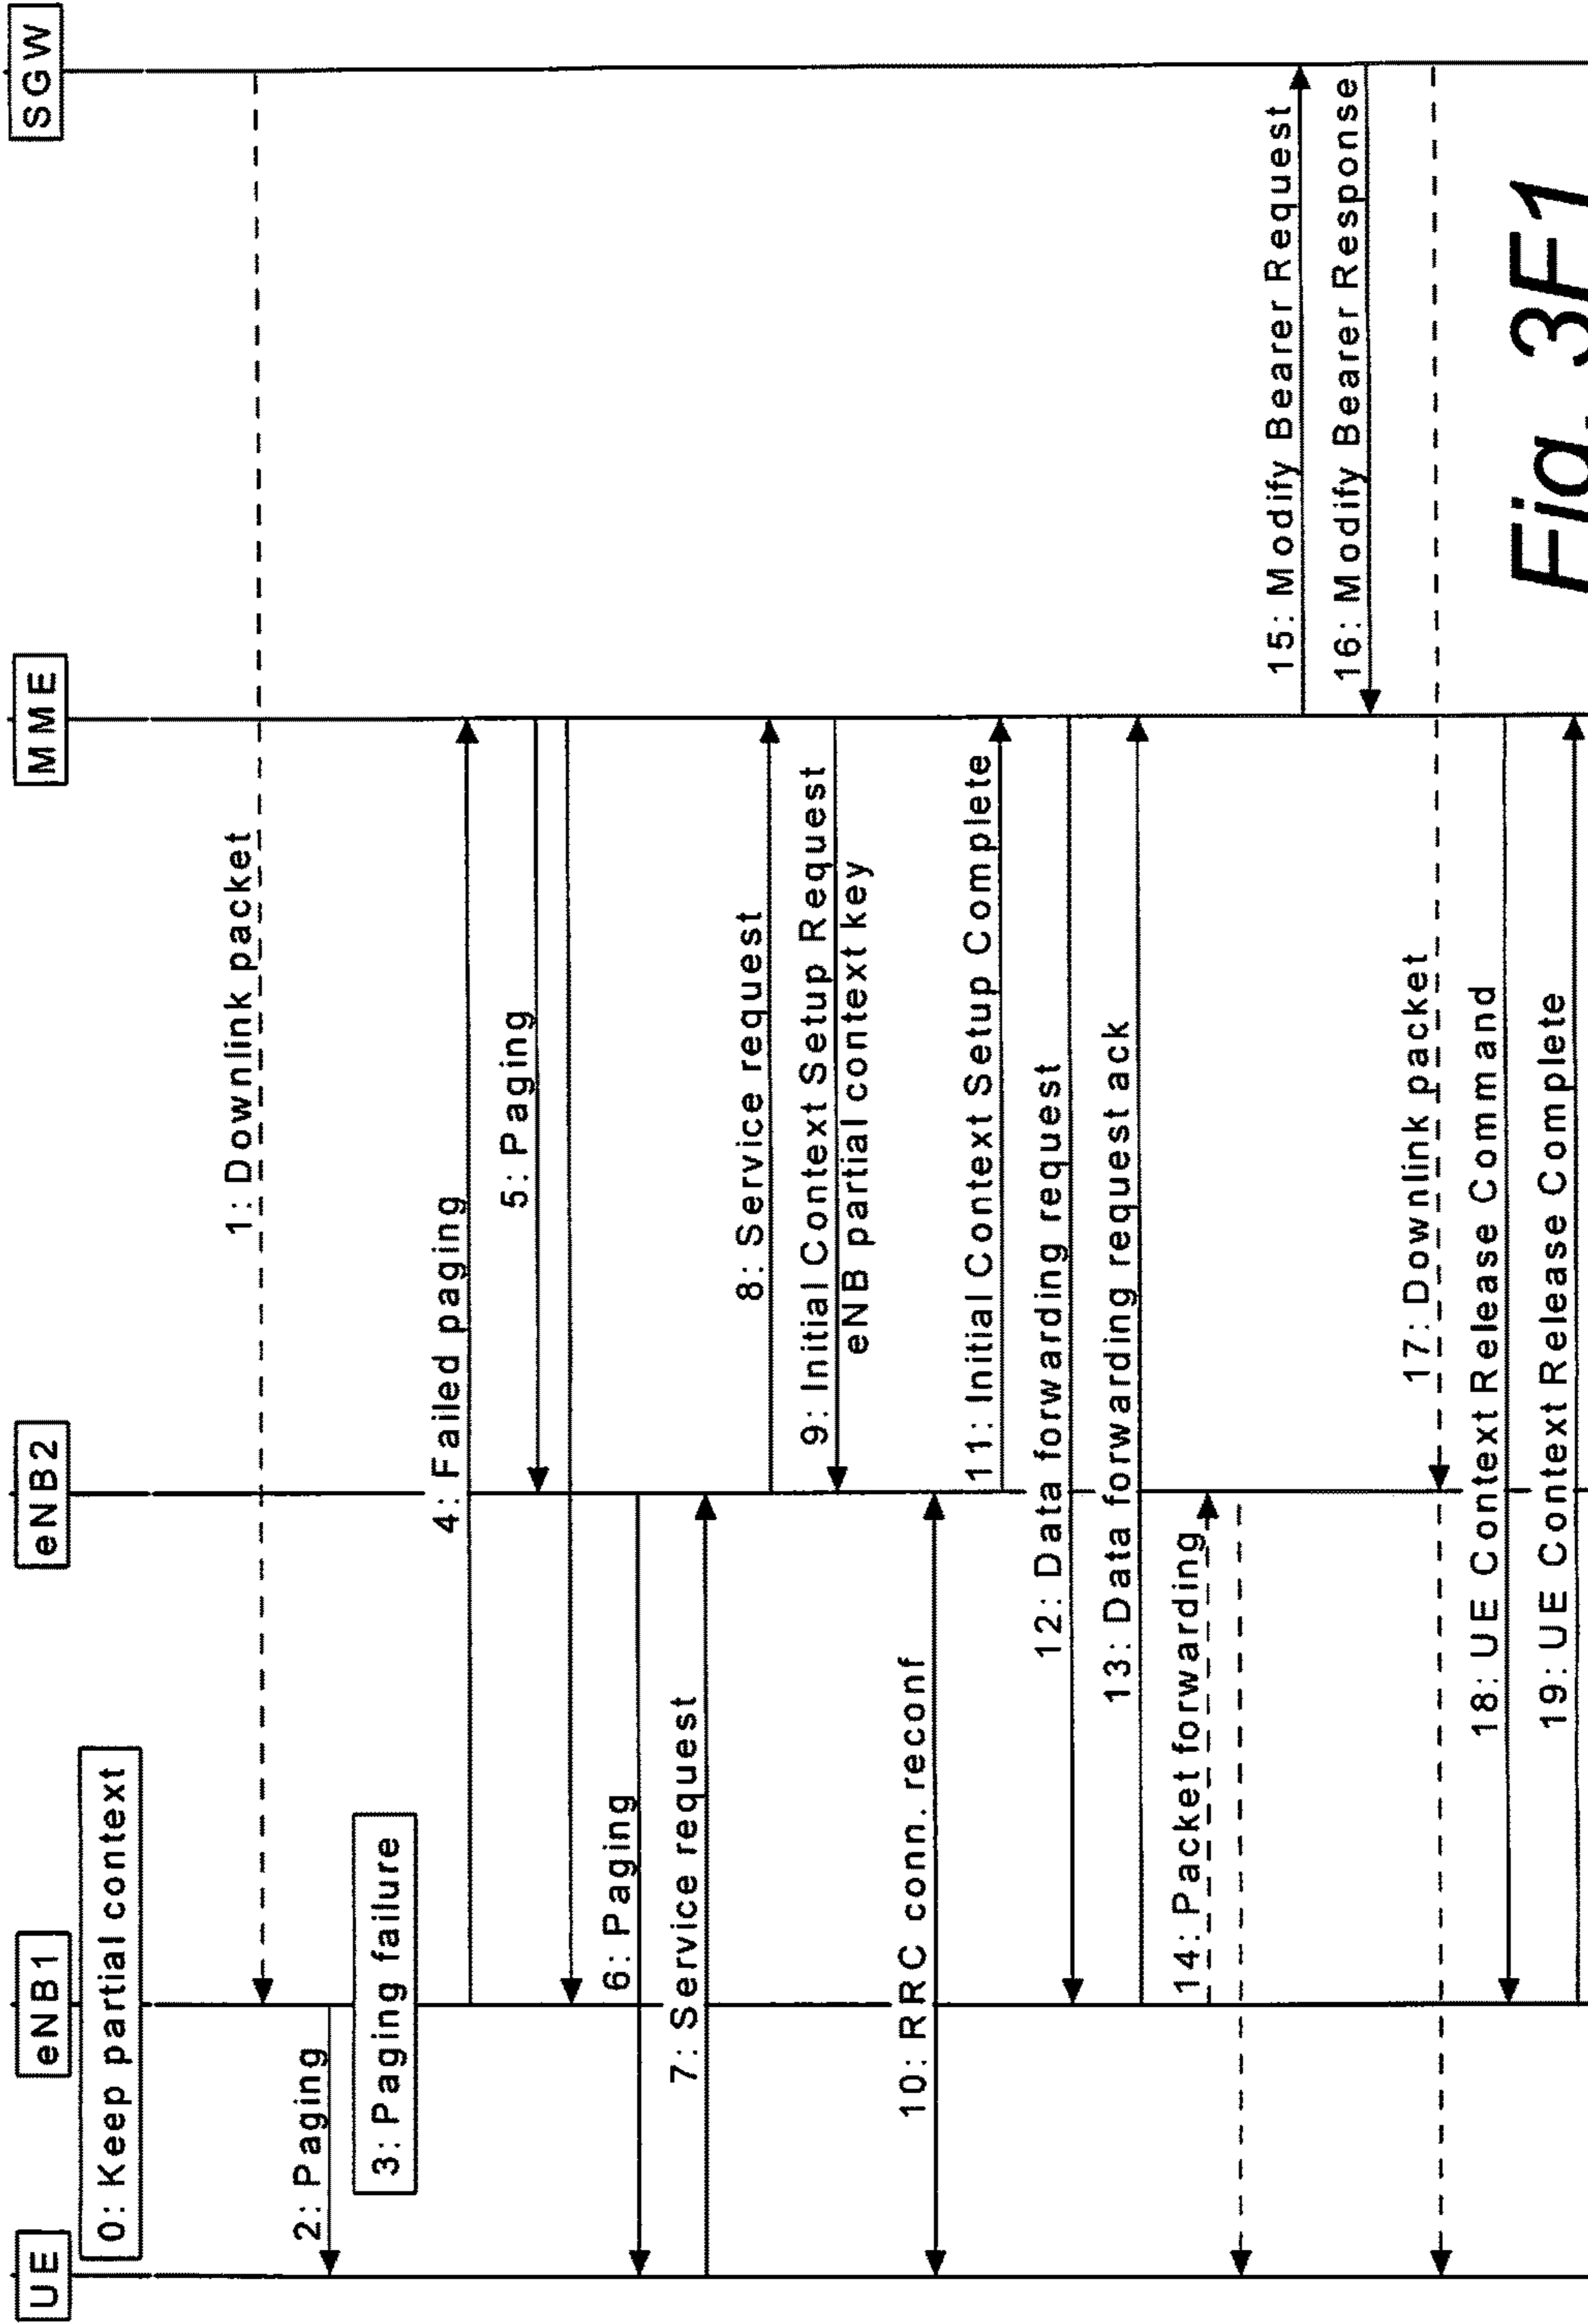 UE
eNB1
eNB2
MME
SGW
0: Keep partial context
1: Downlink packet
2: Paging
3: Paging failure
4: Failed paging
5: Paging
6: Paging
7: Service request
8: Service request
9: Initial Context Setup Request
eNB partial context key
10: RRC conn. reconf
11: Initial Context Setup Complete
12: Data forwarding request
13: Data forwarding request ack
14: Packet forwarding
15: Modify Bearer Request
16: Modify Bearer Response
17: Downlink packet
18: UE Context Release Command
19: UE Context Release Complete
Fig. 3F1